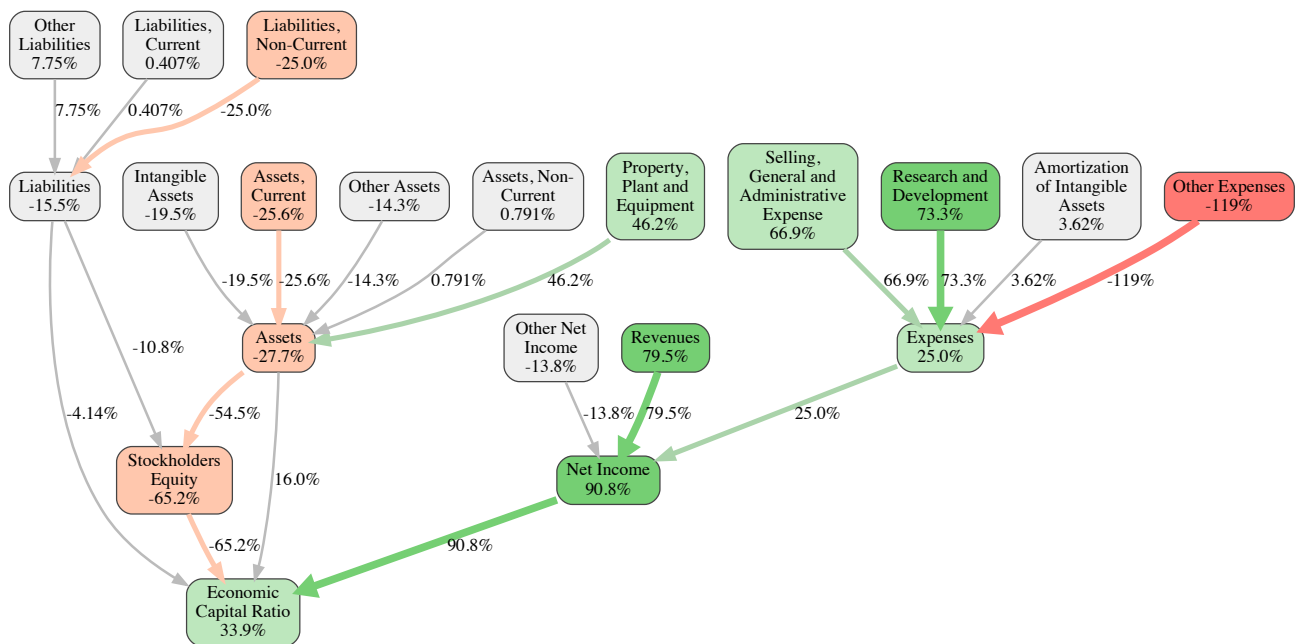 Other
Liabilities
7.75%
Liabilities,
Current
0.407%
Liabilities,
Non-Current
-25.0%
7.75%
0.407%
-25.0%
Liabilities
-15.5%
Intangible
Assets
-19.5%
Assets,
Current
-25.6%
Other Assets
-14.3%
Assets, Non-
Current
0.791%
Property,
Plant and
Equipment
46.2%
Selling,
General and
Administrative
Expense
66.9%
Research and
Development
73.3%
Amortization
of Intangible
Assets
3.62%
Other Expenses
-119%
-19.5%
-25.6%
-14.3%
0.791%
46.2%
66.9%
73.3%
3.62%
-119%
Assets
-27.7%
Other Net
Income
-13.8%
Revenues
79.5%
Expenses
25.0%
-10.8%
-4.14%
-54.5%
16.0%
-13.8%
79.5%
25.0%
Stockholders
Equity
-65.2%
Net Income
90.8%
-65.2%
90.8%
Economic
Capital Ratio
33.9%